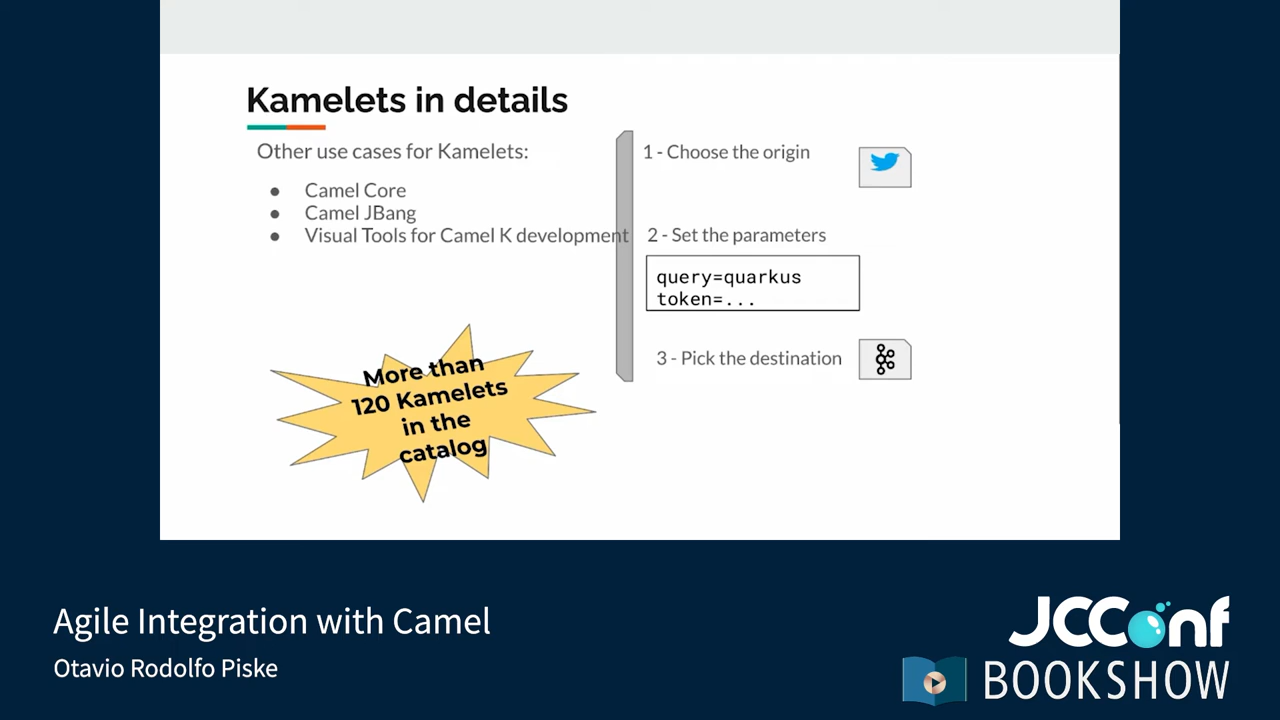 Kamelets in details
Other use cases for Kamelets:
● Camel Core
● Camel JBang
● Visual Tools for Camel K development
More than
120 Kamelets
in the
catalog
1 - Choose the origin
2 - Set the parameters
query=quarkus
token=...
3 - Pick the destination
Agile Integration with Camel
Otavio Rodolfo Piske
JCConf
BOOKSHOW